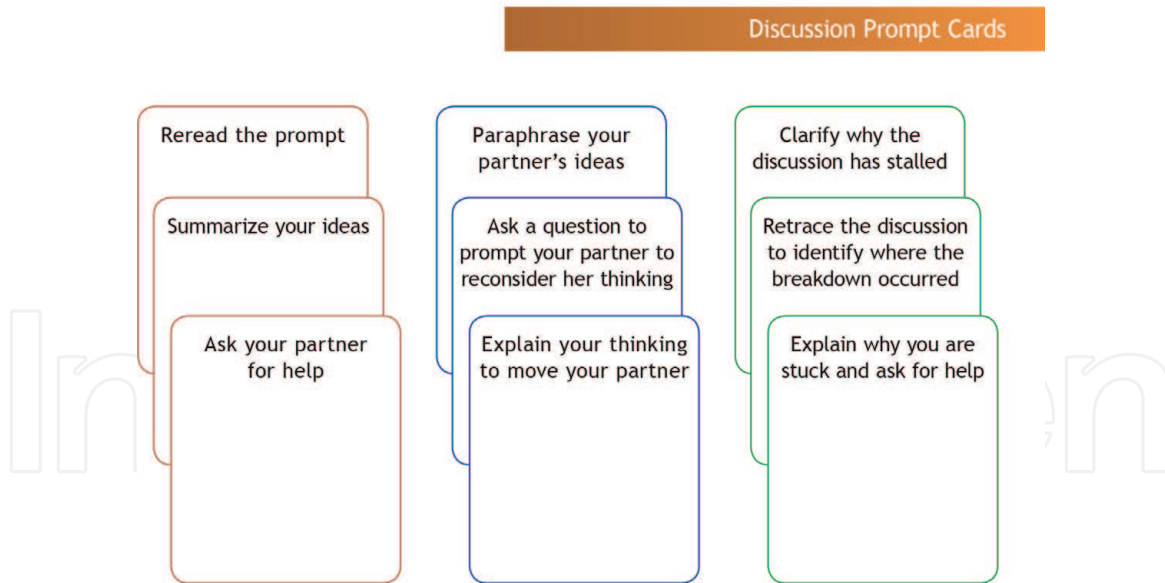 Discussion Prompt Cards
Reread the prompt
Summarize your ideas
Ask your partner
for help
Paraphrase your
partner’s ideas
Ask a question to
prompt your partner to
reconsider her thinking
Explain your thinking
to move your partner
Clarify why the
discussion has stalled
Retrace the discussion
to identify where the
breakdown occurred
Explain why you are
stuck and ask for help